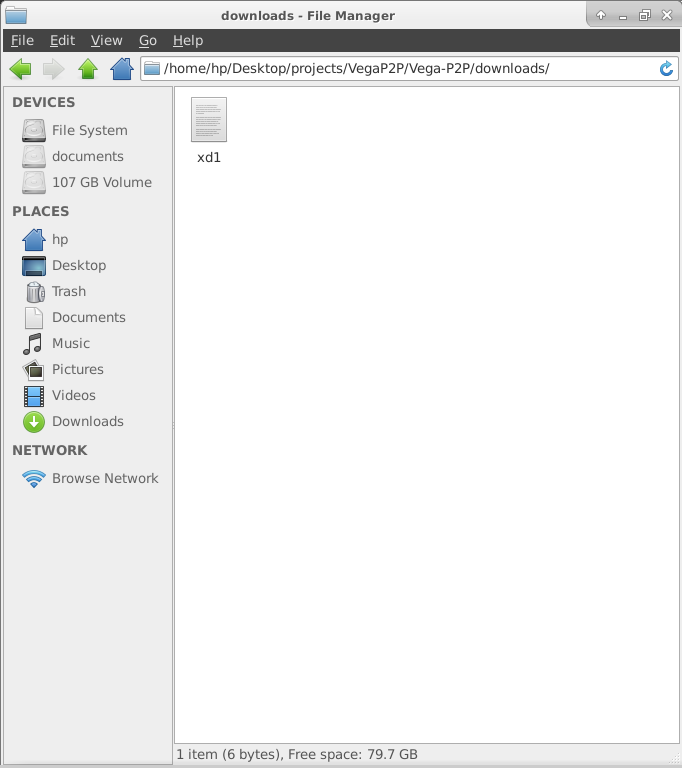 downloads - File Manager
File Edit View Go Help
/home/hp/Desktop/projects/VegaP2P/Vega-P2P/downloads/
DEVICES
File System
documents
107 GB Volume
PLACES
hp
Desktop
Trash
Documents
Music
Pictures
Videos
Downloads
NETWORK
Browse Network
xd1
1 item (6 bytes), Free space: 79.7 GB